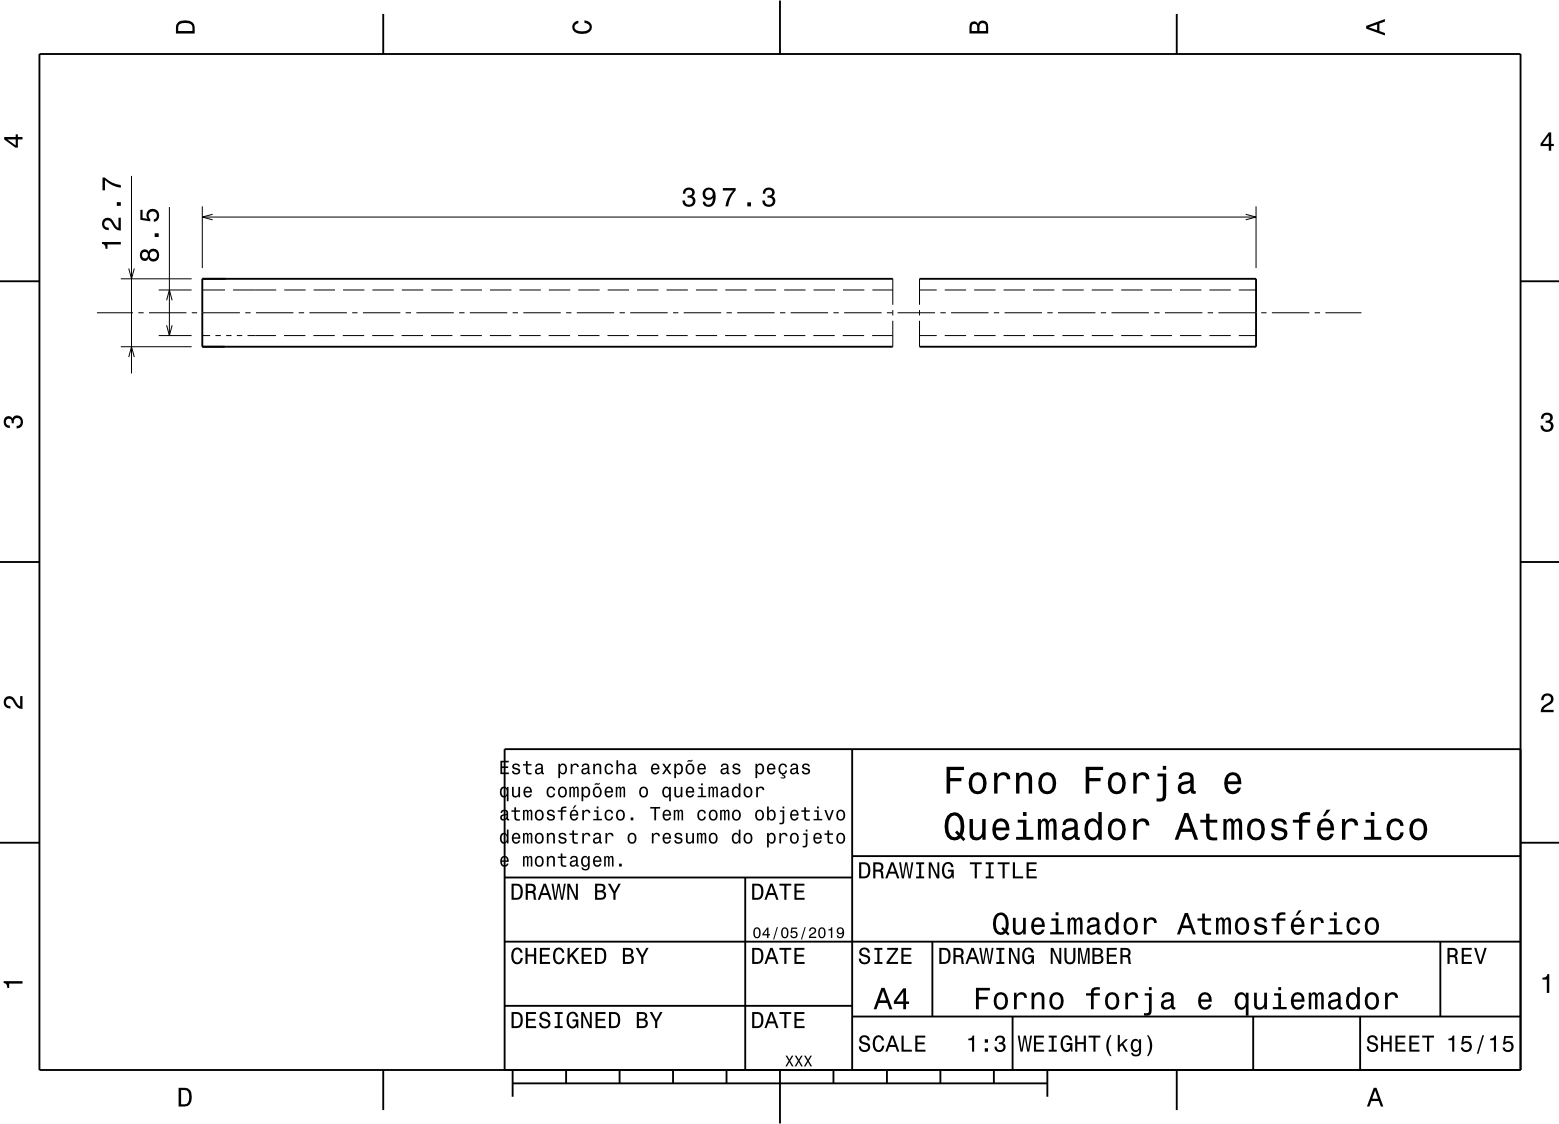 D C B A
4 4
397.3
12.7
8.5
3 3
2 2
Esta prancha expõe as peças
que compõem o queimador
atmosférico. Tem como objetivo
demonstrar o resumo do projeto
e montagem.
Forno Forja e
Queimador Atmosférico
DRAWING TITLE
Queimador Atmosférico
DRAWN BY DATE
04/05/2019
CHECKED BY DATE
SIZE DRAWING NUMBER REV
A4 Forno forja e quiemador
1 1
DESIGNED BY DATE
XXX
SCALE 1:3 WEIGHT(kg) SHEET 15/15
D A